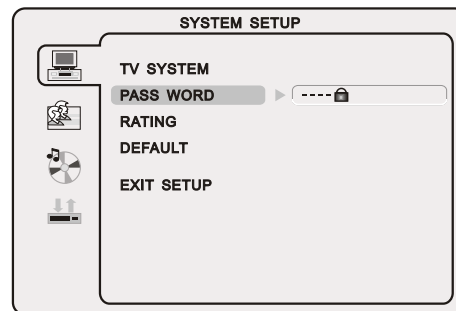 SYSTEM SETUP
TV SYSTEM
PASS WORD ----
RATING
DEFAULT
EXIT SETUP